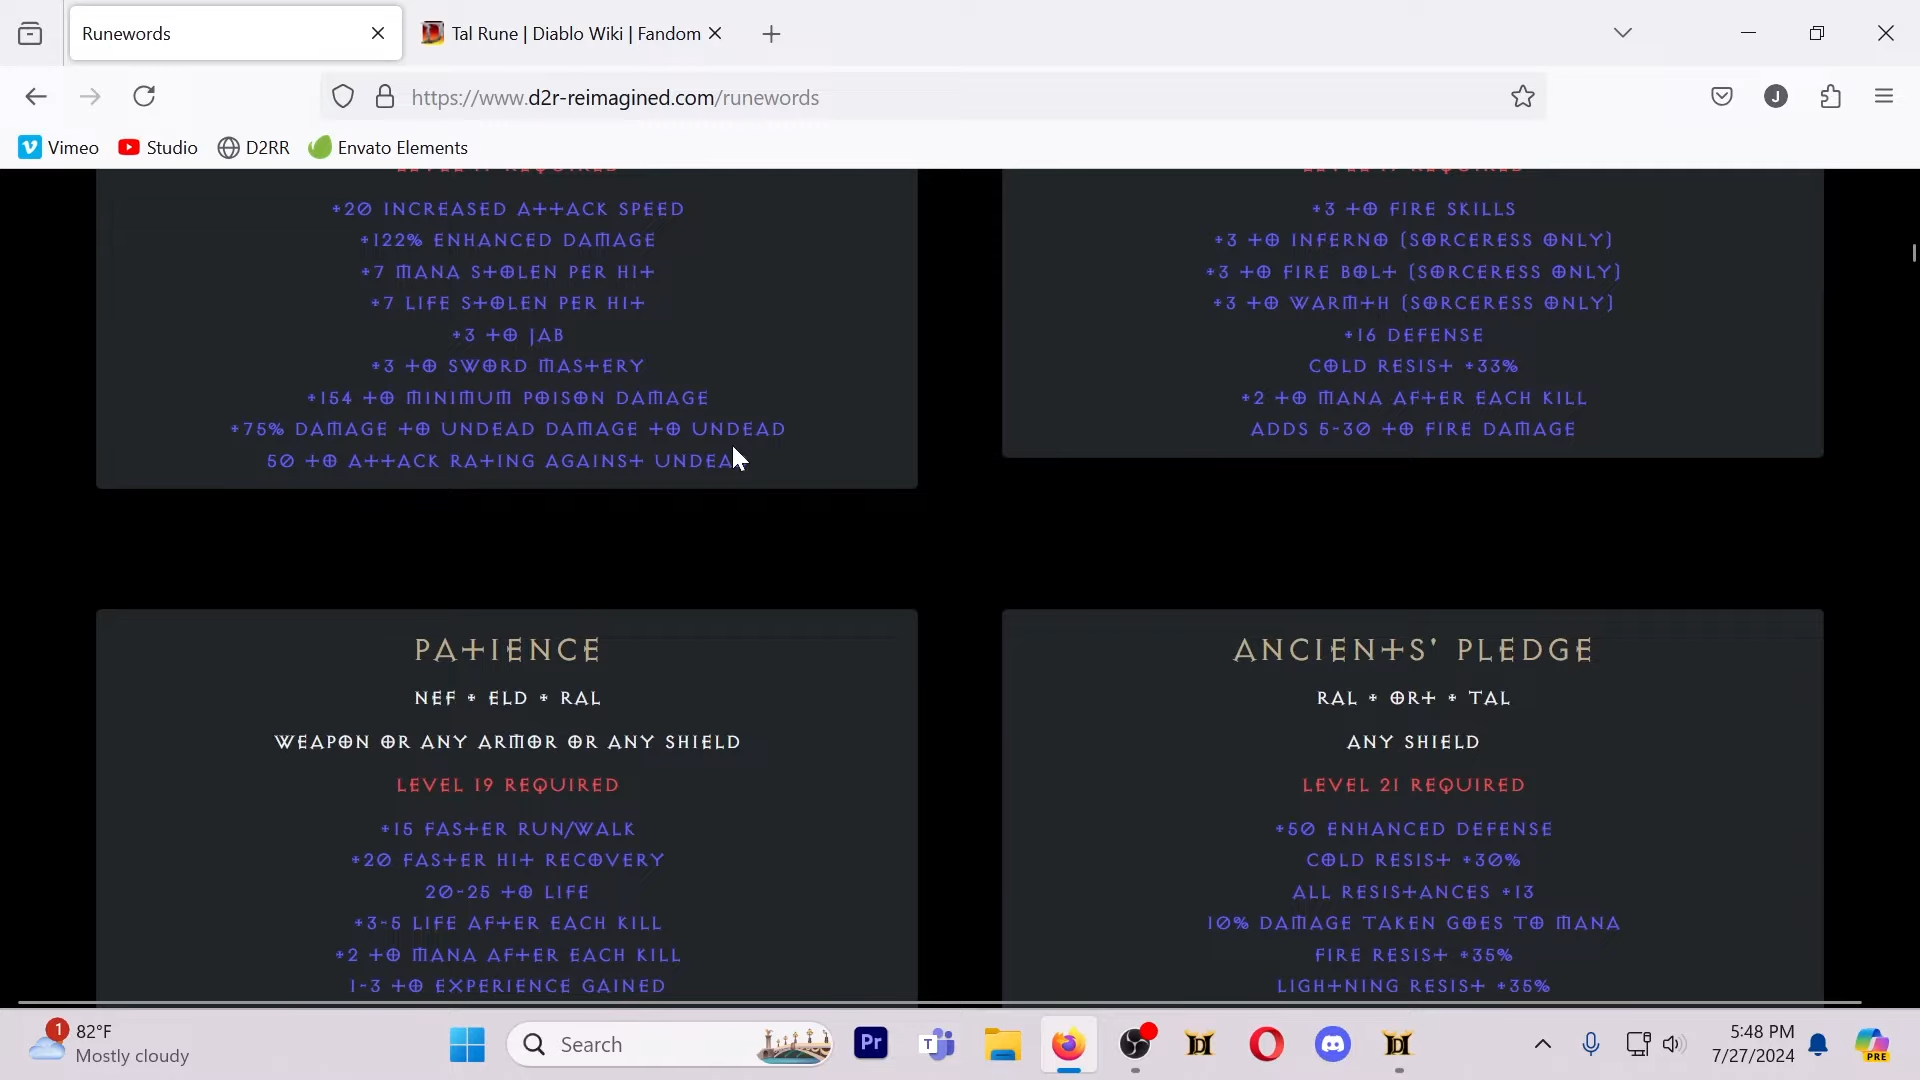 Runewords
Tal Rune | Diablo Wiki | Fandom
https://www.d2r-reimagined.com/runewords
J
Vimeo
Studio
D2RR
Envato Elements
+20 INCREASED ATTACK SPEED
+122% ENHANCED DAMAGE
+7 MANA STOLEN PER HIT
+7 LIFE STOLEN PER HIT
+3 TO JAB
+3 TO SWORD MASTERY
+154 TO MINIMUM POISON DAMAGE
+75% DAMAGE TO UNDEAD DAMAGE TO UNDEAD
50 TO ATTACK RATING AGAINST UNDEAD
+3 TO FIRE SKILLS
+3 TO INFERNO (SORCERESS ONLY)
+3 TO FIRE BOLT (SORCERESS ONLY)
+3 TO WARMTH (SORCERESS ONLY)
+16 DEFENSE
COLD RESIST +33%
+2 TO MANA AFTER EACH KILL
ADDS 5-30 TO FIRE DAMAGE
PATIENCE
NEF + ELD + RAL
WEAPON OR ANY ARMOR OR ANY SHIELD
LEVEL 19 REQUIRED
+15 FASTER RUN/WALK
+20 FASTER HIT RECOVERY
20-25 TO LIFE
+3-5 LIFE AFTER EACH KILL
+2 TO MANA AFTER EACH KILL
1-3 TO EXPERIENCE GAINED
ANCIENTS' PLEDGE
RAL + ORT + TAL
ANY SHIELD
LEVEL 21 REQUIRED
+50 ENHANCED DEFENSE
COLD RESIST +30%
ALL RESISTANCES +13
10% DAMAGE TAKEN GOES TO MANA
FIRE RESIST +35%
LIGHTNING RESIST +35%
1
82°F
Mostly cloudy
Search
Pr
T
5:48 PM
7/27/2024
PRE